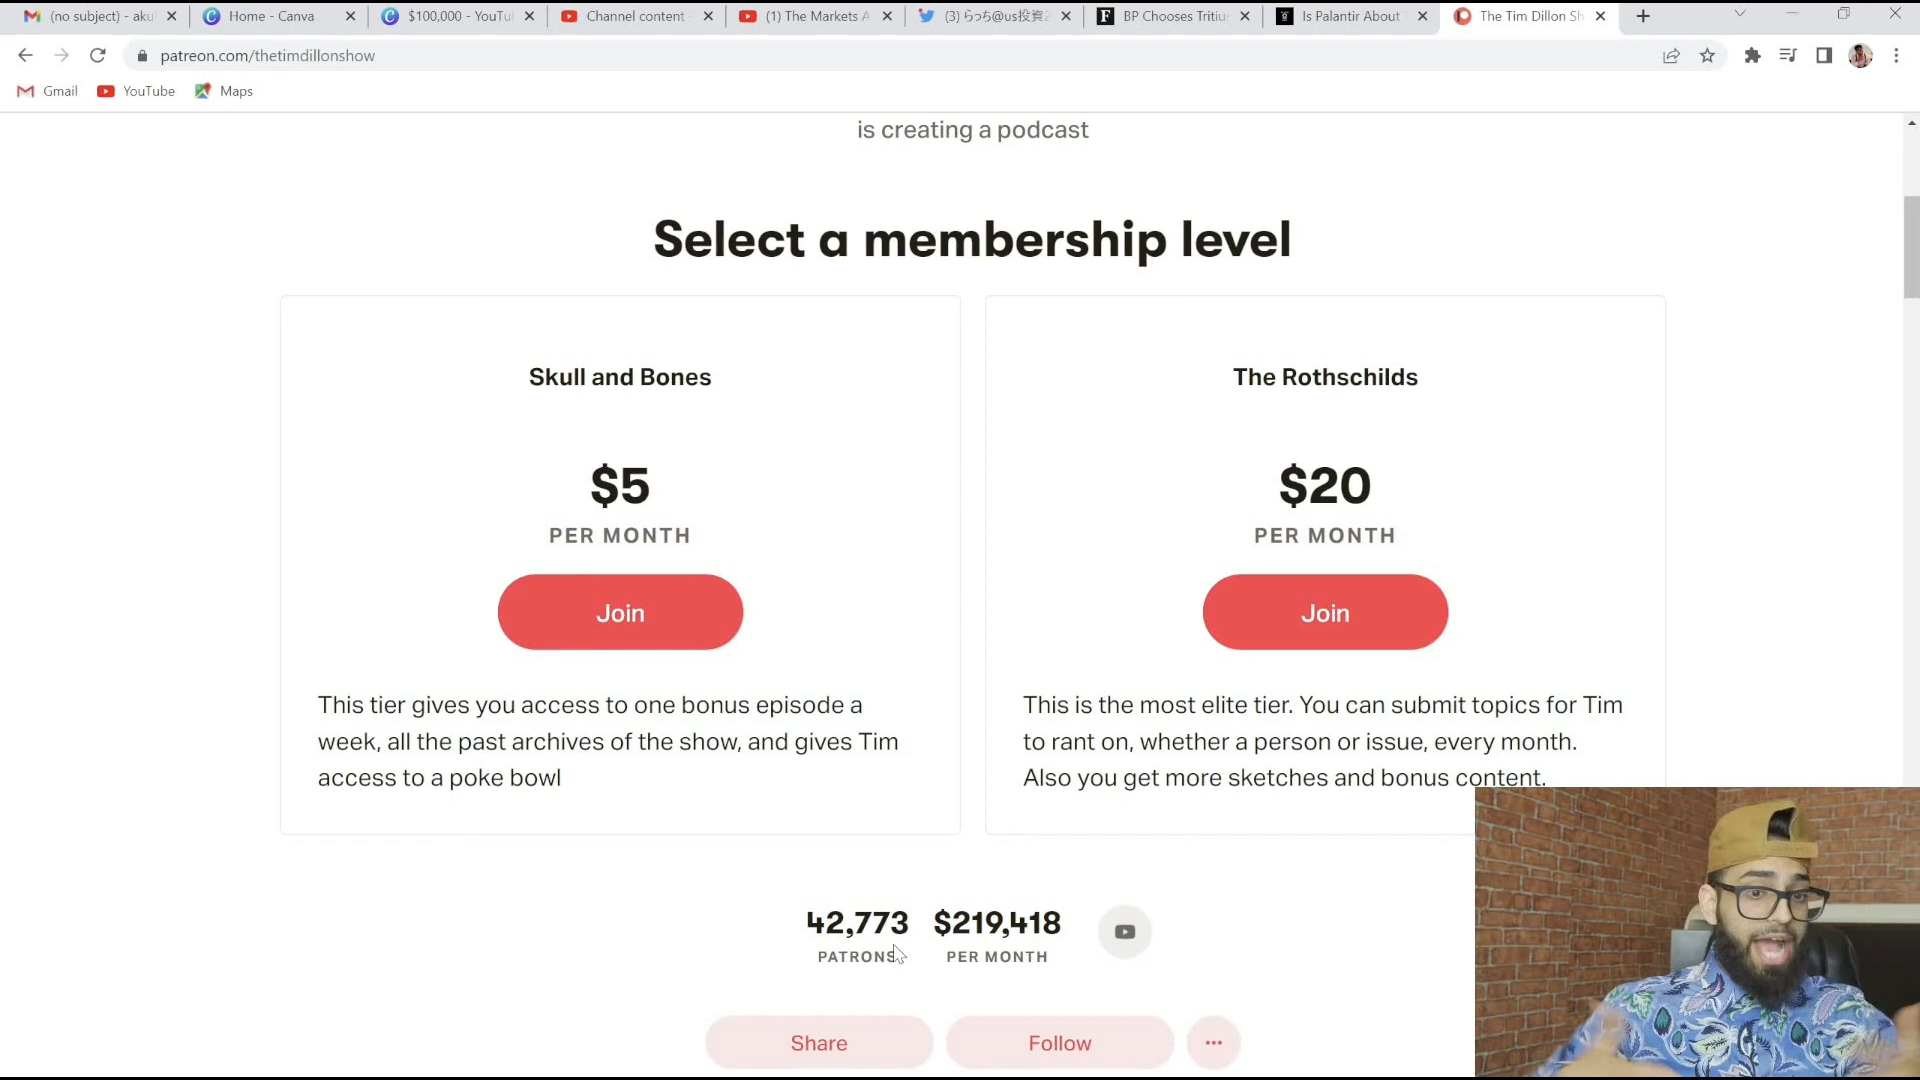 (no subject) - aku
Home - Canva
$100,000 - YouTu
Channel content
(1) The Markets A
(3) らっち@us投資
BP Chooses Tritiu
Is Palantir About
The Tim Dillon Sh
patreon.com/thetimdillonshow
Gmail
YouTube
Maps
is creating a podcast
Select a membership level
Skull and Bones
$5
PER MONTH
Join
This tier gives you access to one bonus episode a
week, all the past archives of the show, and gives Tim
access to a poke bowl
The Rothschilds
$20
PER MONTH
Join
This is the most elite tier. You can submit topics for Tim
to rant on, whether a person or issue, every month.
Also you get more sketches and bonus content.
42,773
PATRONS
$219,418
PER MONTH
Share
Follow